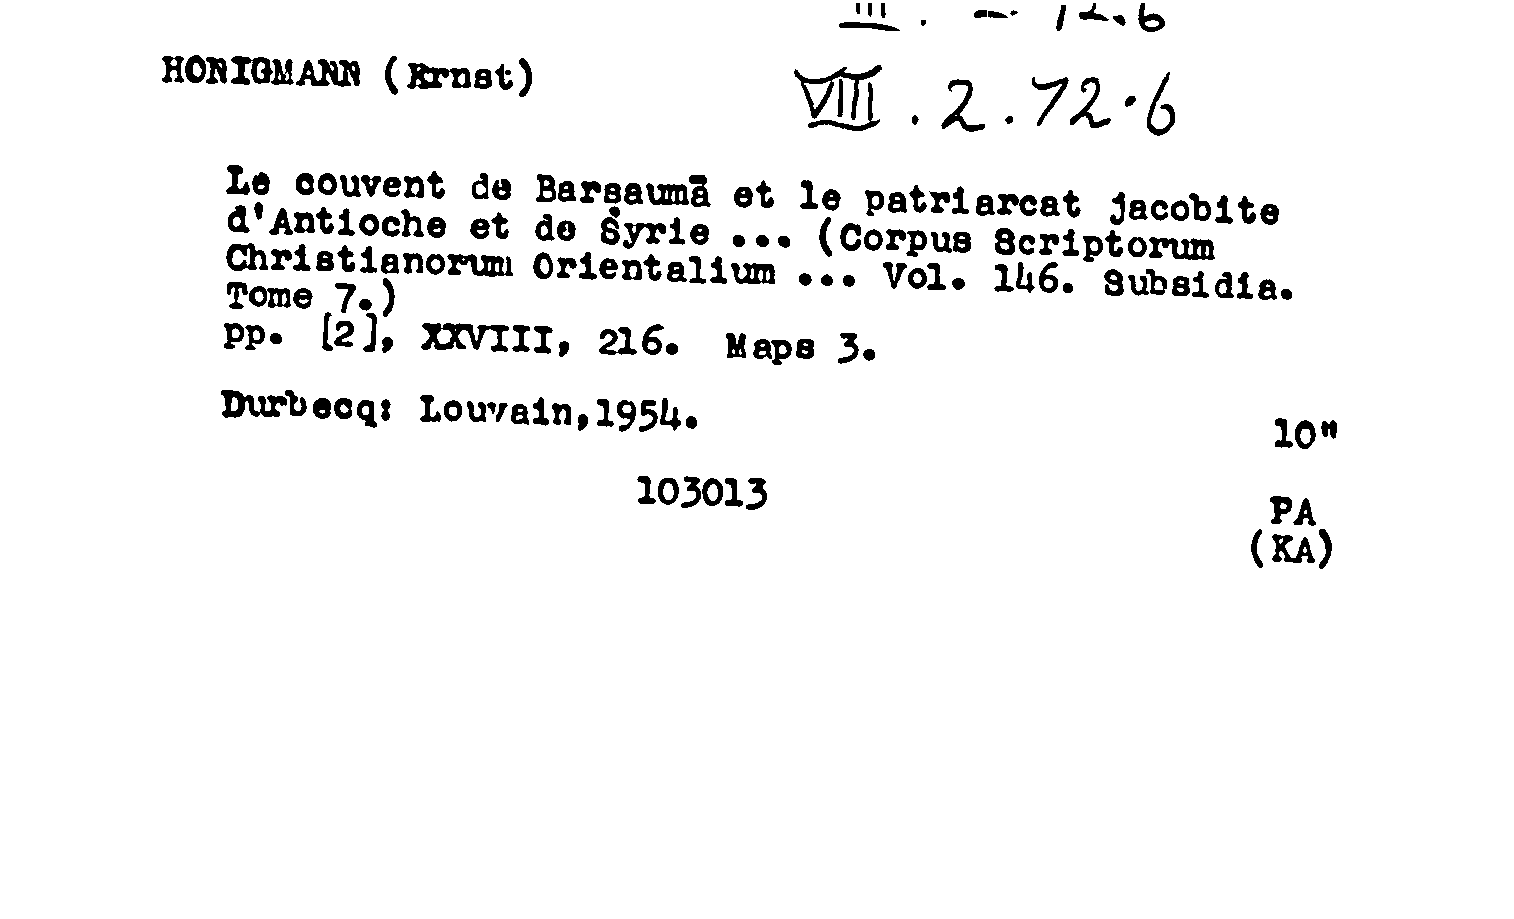 HONIGMANN (Ernst)
VIII . 2 . 72.6
Le couvent de Barṣaumā et le patriarcat jacobite
d'Antioche et de Syrie ... (Corpus Scriptorum
Christianorum Orientalium ... Vol. 146. Subsidia.
Tome 7.)
pp. [2], XXVIII, 216. Maps 3.
Durbecq: Louvain,1954.
10"
103013
PA
(KA)